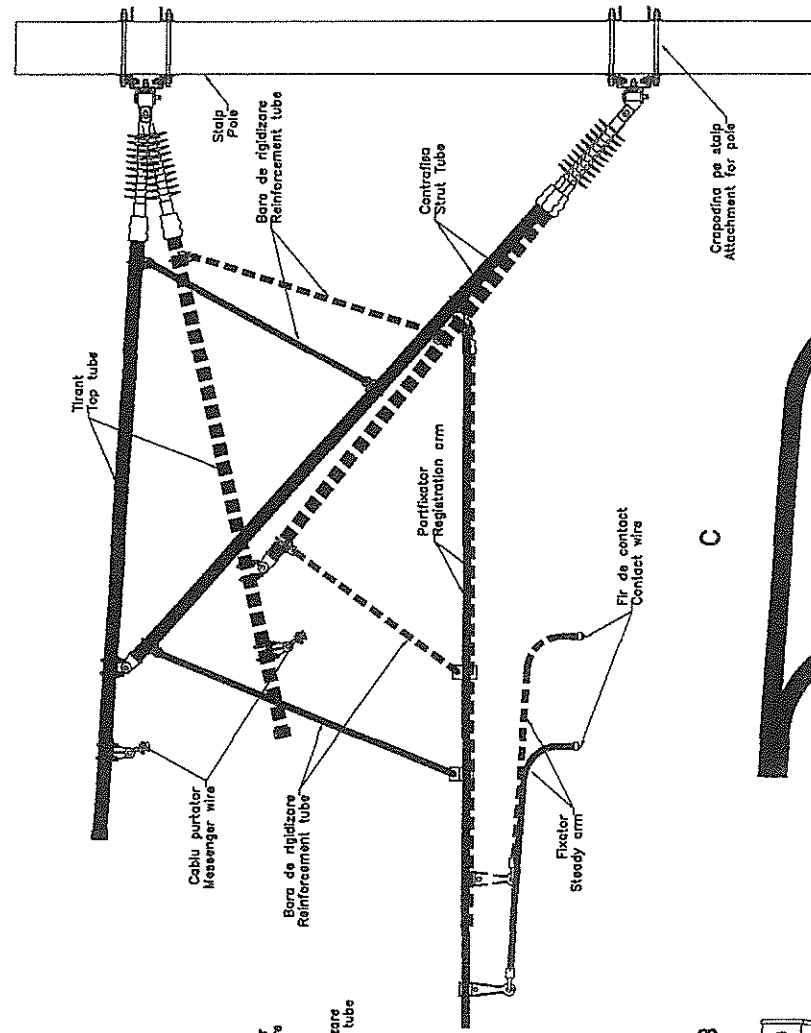 Stalp
Pole
Bara de rigidizare
Reinforcement tube
Tirant
Top tube
Contrafisa
Strut Tube
Crapodina pe stalp
Attachment for pole
Portfixator
Registration arm
Cablu purtator
Messenger wire
Bara de rigidizare
Reinforcement tube
Fir de contact
Contact wire
Fixator
Steady arm
tube
C
B